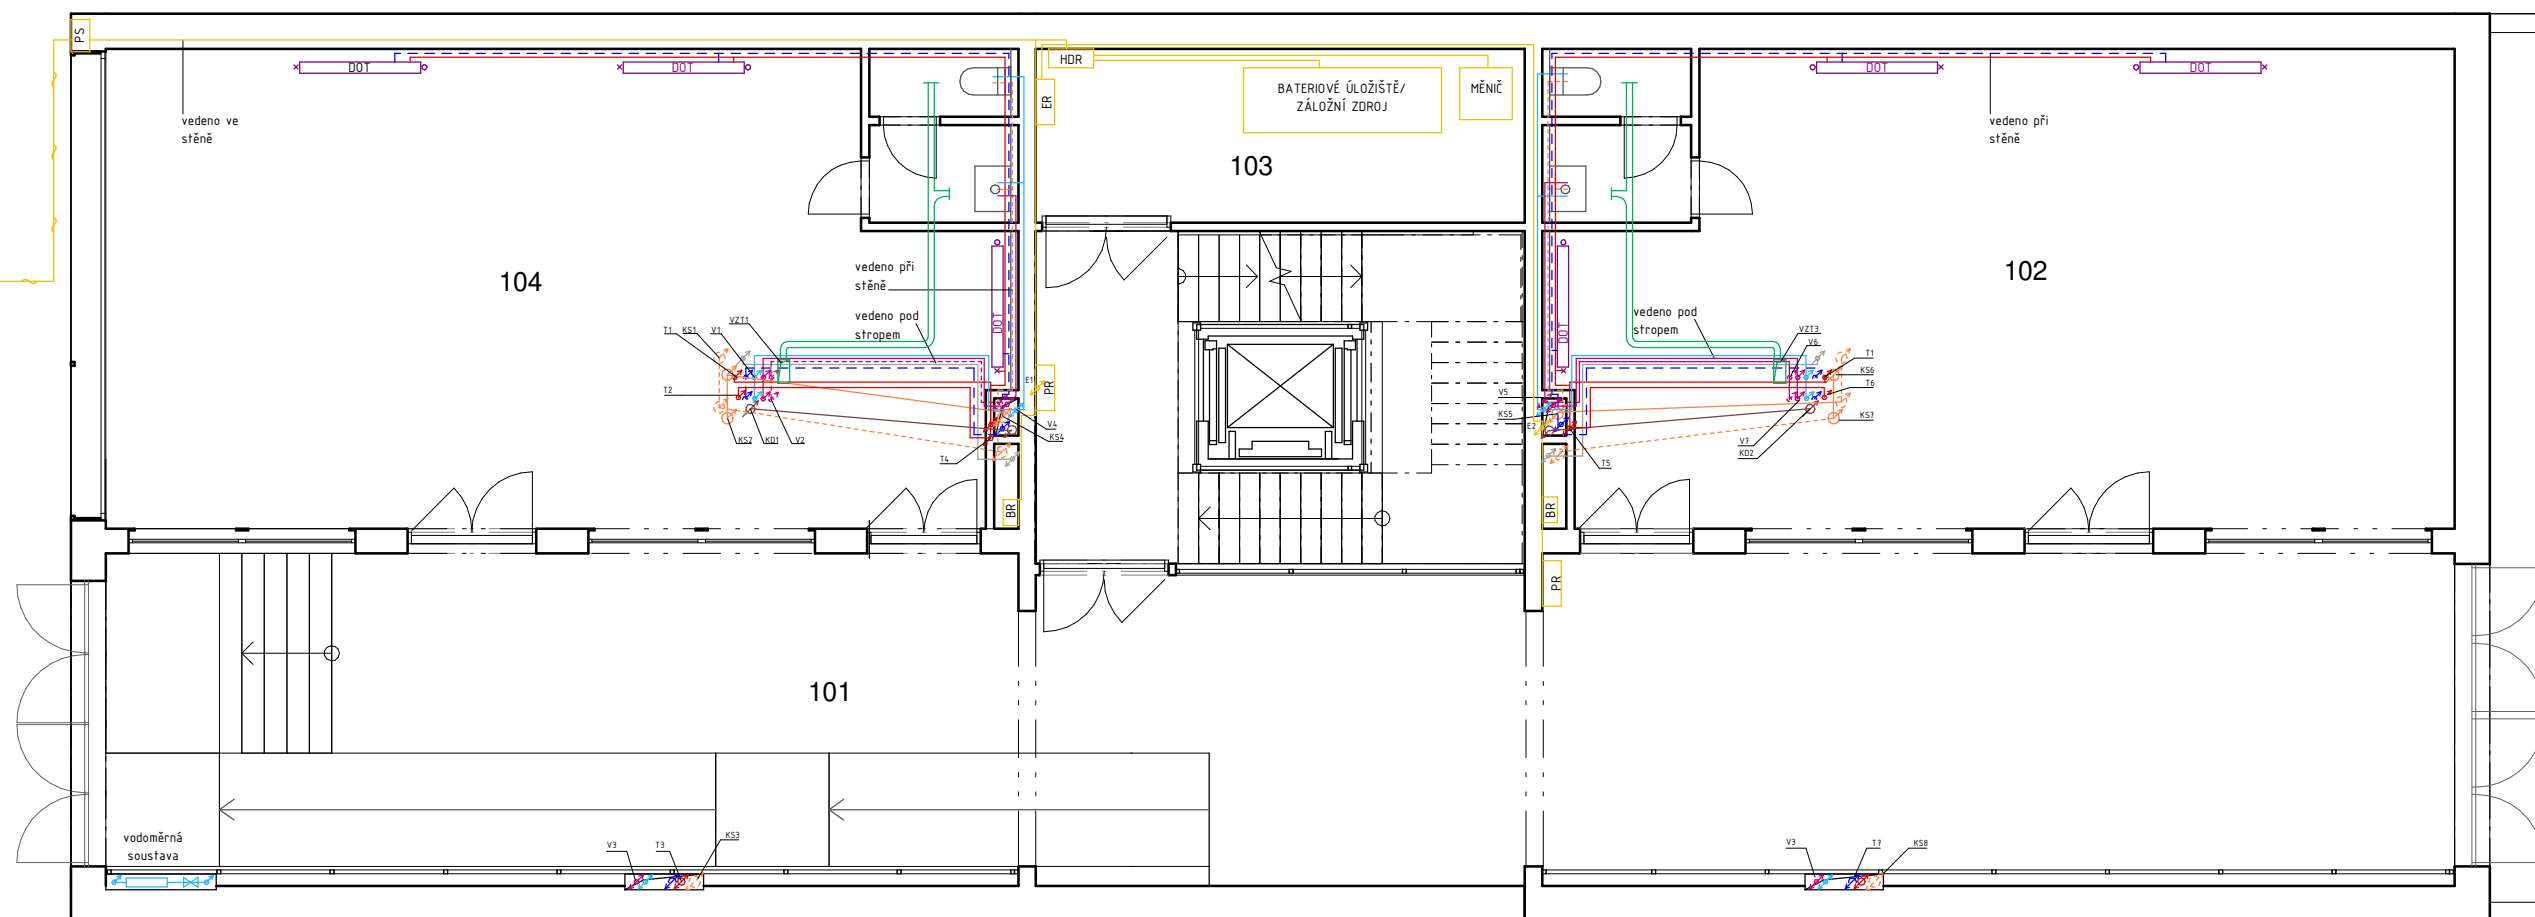 PS
DOT
DOT
HDR
ER
BATERIOVÉ ÚLOŽIŠTĚ/
ZÁLOŽNÍ ZDROJ
MĚNIČ
DOT
DOT
vedeno ve
stěně
vedeno při
stěně
103
104
102
vedeno při
stěně
DOT
vedeno pod
stropem
DOT
vedeno pod
stropem
T1
KS1
V1
VZT1
VZT3
V6
T1
KS6
T6
KS7
T2
KS2
KD1
V2
E1
PR
V4
KS4
T4
V5
KS5
E2
T5
V7
KD2
BR
BR
PR
101
vodoměrná
soustava
V3
T3
KS3
V3
T7
KS8